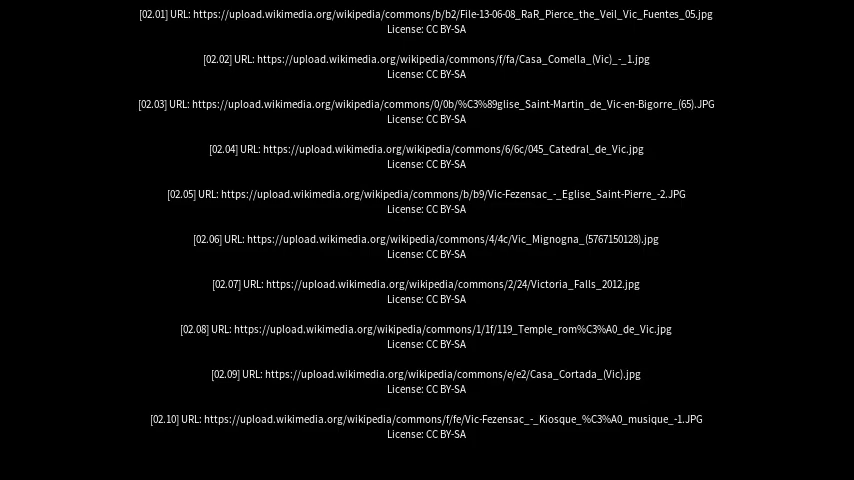 [02.01] URL: https://upload.wikimedia.org/wikipedia/commons/b/b2/File-13-06-08_RaR_Pierce_the_Veil_Vic_Fuentes_05.jpg
License: CC BY-SA
[02.02] URL: https://upload.wikimedia.org/wikipedia/commons/f/fa/Casa_Comella_(Vic)_-_1.jpg
License: CC BY-SA
[02.03] URL: https://upload.wikimedia.org/wikipedia/commons/0/0b/%C3%89glise_Saint-Martin_de_Vic-en-Bigorre_(65).JPG
License: CC BY-SA
[02.04] URL: https://upload.wikimedia.org/wikipedia/commons/6/6c/045_Catedral_de_Vic.jpg
License: CC BY-SA
[02.05] URL: https://upload.wikimedia.org/wikipedia/commons/b/b9/Vic-Fezensac_-_Eglise_Saint-Pierre_-2.JPG
License: CC BY-SA
[02.06] URL: https://upload.wikimedia.org/wikipedia/commons/4/4c/Vic_Mignogna_(5767150128).jpg
License: CC BY-SA
[02.07] URL: https://upload.wikimedia.org/wikipedia/commons/2/24/Victoria_Falls_2012.jpg
License: CC BY-SA
[02.08] URL: https://upload.wikimedia.org/wikipedia/commons/1/1f/119_Temple_rom%C3%A0_de_Vic.jpg
License: CC BY-SA
[02.09] URL: https://upload.wikimedia.org/wikipedia/commons/e/e2/Casa_Cortada_(Vic).jpg
License: CC BY-SA
[02.10] URL: https://upload.wikimedia.org/wikipedia/commons/f/fe/Vic-Fezensac_-_Kiosque_%C3%A0_musique_-1.JPG
License: CC BY-SA